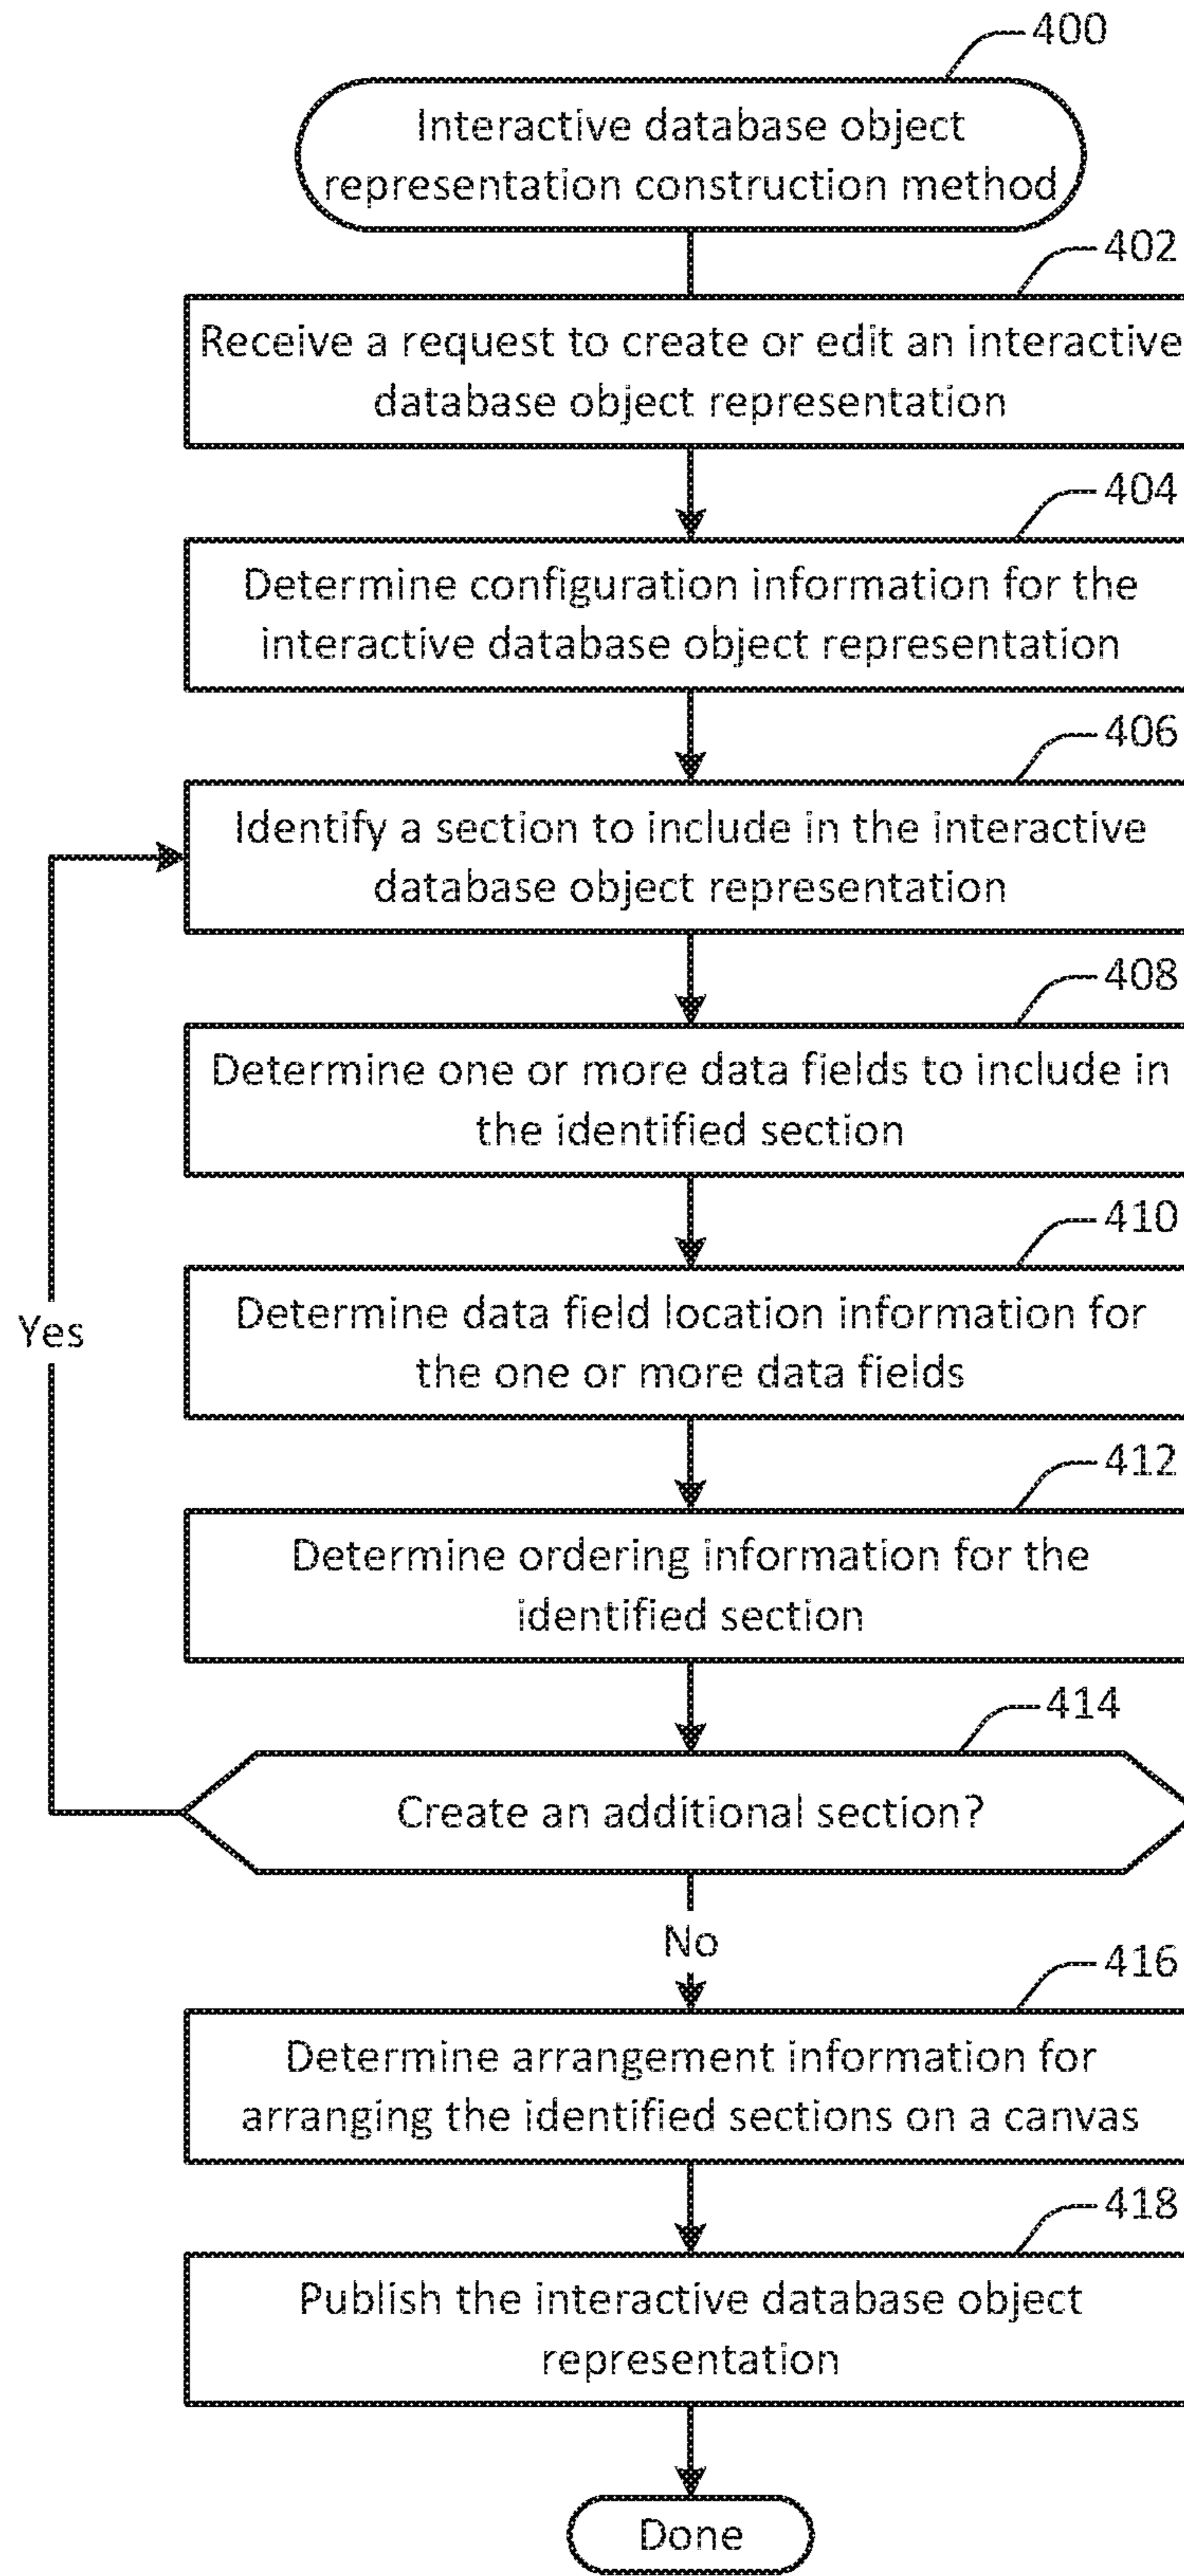 400
Interactive database object
representation construction method
402
Receive a request to create or edit an interactive
database object representation
404
Determine configuration information for the
interactive database object representation
406
Identify a section to include in the interactive
database object representation
408
Determine one or more data fields to include in
the identified section
410
Determine data field location information for
the one or more data fields
Yes
412
Determine ordering information for the
identified section
414
Create an additional section?
No
416
Determine arrangement information for
arranging the identified sections on a canvas
418
Publish the interactive database object
representation
Done